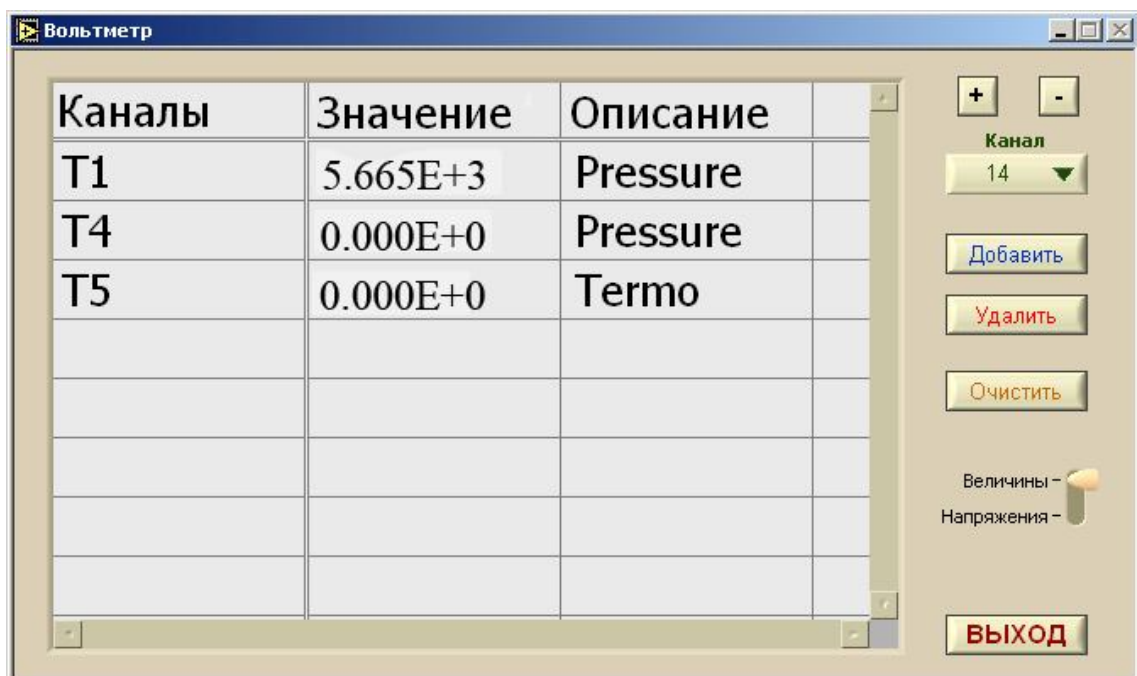 Вольтметр
Каналы Значение Описание
T1 5.665E+3 Pressure
T4 0.000E+0 Pressure
T5 0.000E+0 Termo
+ -
Канал
14
Добавить
Удалить
Очистить
Величины
Напряжения
ВЫХОД